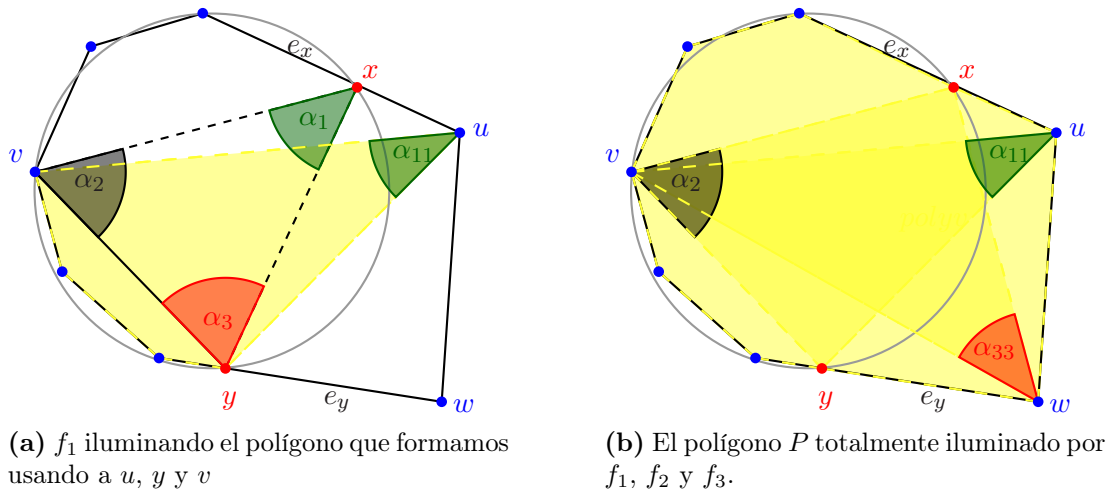 e_x
x
u
α_1
α_11
v
α_2
α_3
y
e_y
w
(a) f_1 iluminando el polígono que formamos
usando a u, y y v
e_x
x
u
α_11
v
α_2
α_33
y
e_y
w
(b) El polígono P totalmente iluminado por
f_1, f_2 y f_3.